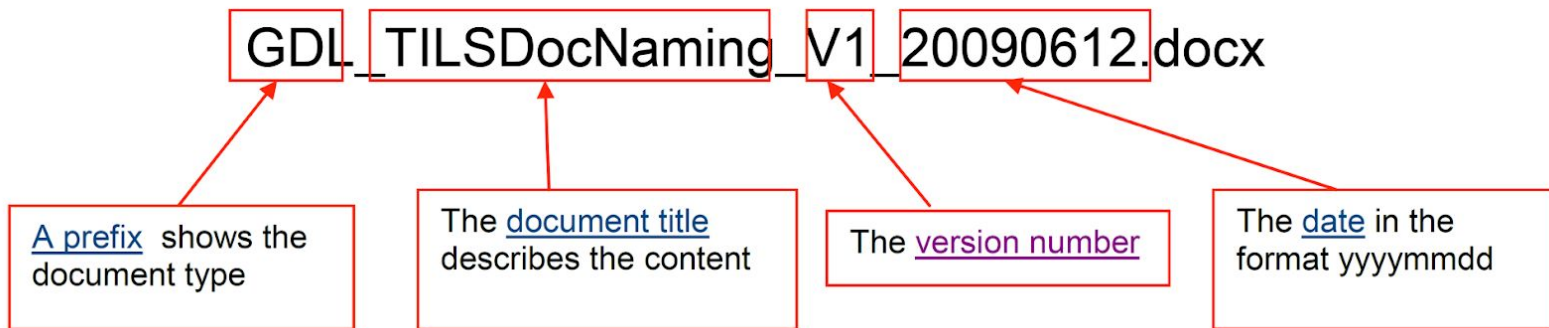 GDL_TILSDocNaming_V1_20090612.docx
A prefix shows the
document type
The document title
describes the content
The version number
The date in the
format yyyymmdd